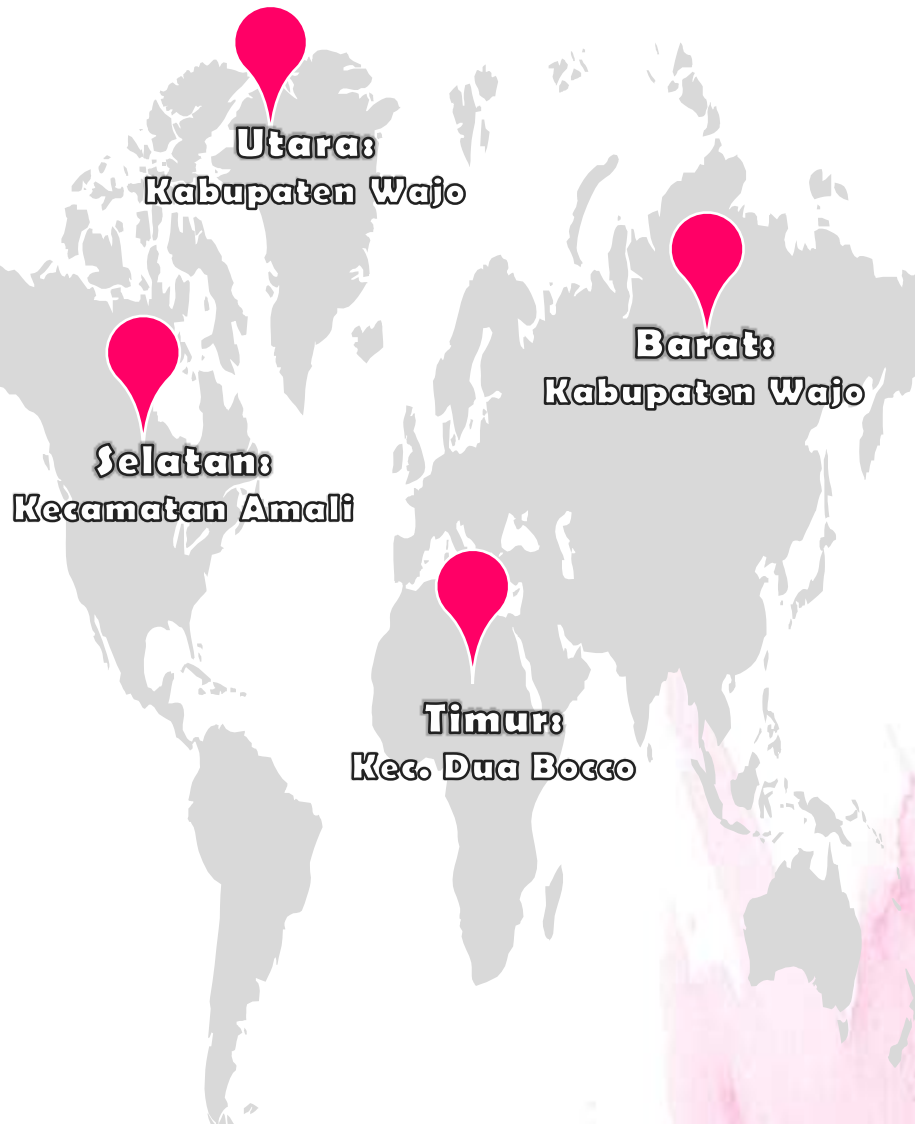 Utara:
Kabupaten Wajo
Barat:
Kabupaten Wajo
Selatan:
Kecamatan Amali
Timur:
Kec. Dua Bocco